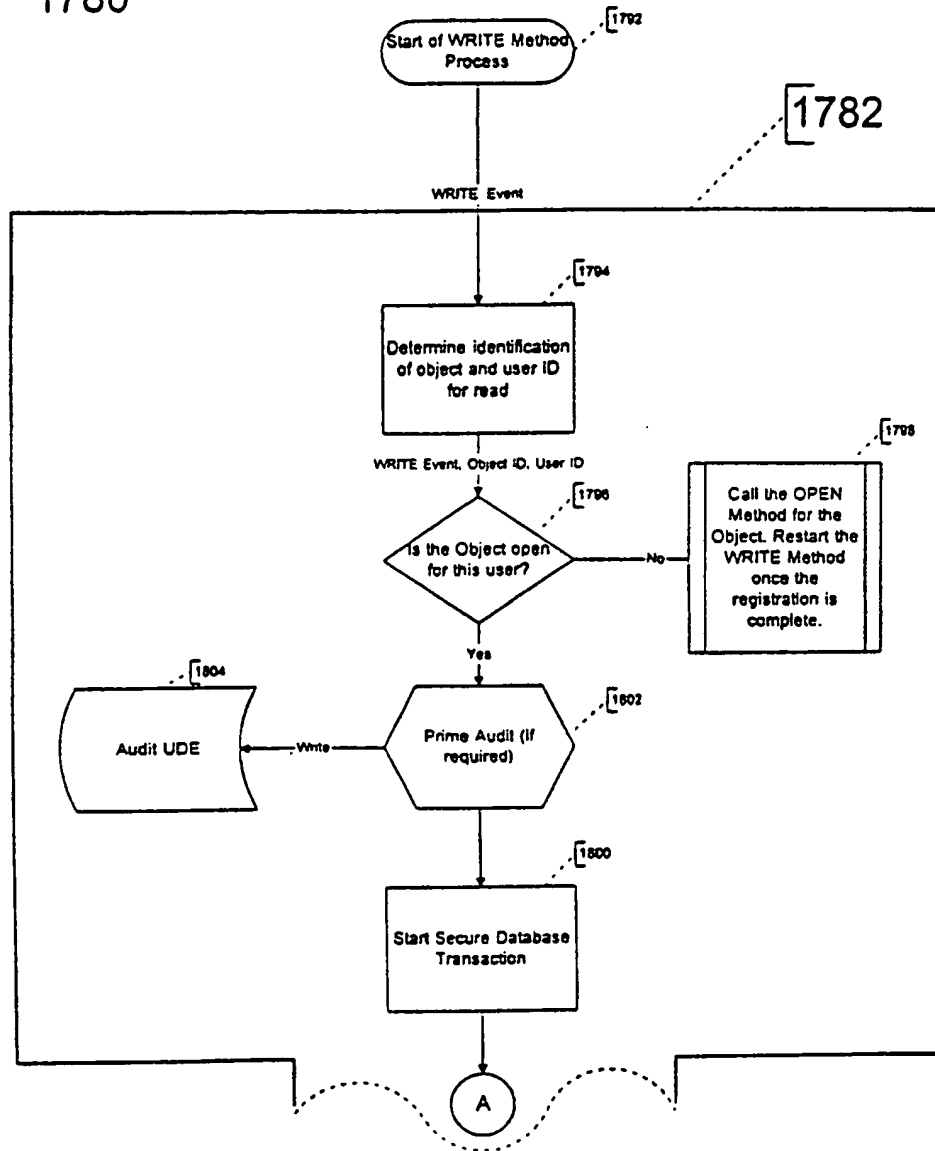 1780
1792
Start of WRITE Method
Process
1782
WRITE Event
1794
Determine identification
of object and user ID
for read
WRITE Event, Object ID, User ID
1796
Is the Object open
for this user?
No
1798
Call the OPEN
Method for the
Object. Restart the
WRITE Method
once the
registration is
complete.
Yes
1804
Audit UDE
Write
1802
Prime Audit (if
required)
1800
Start Secure Database
Transaction
A